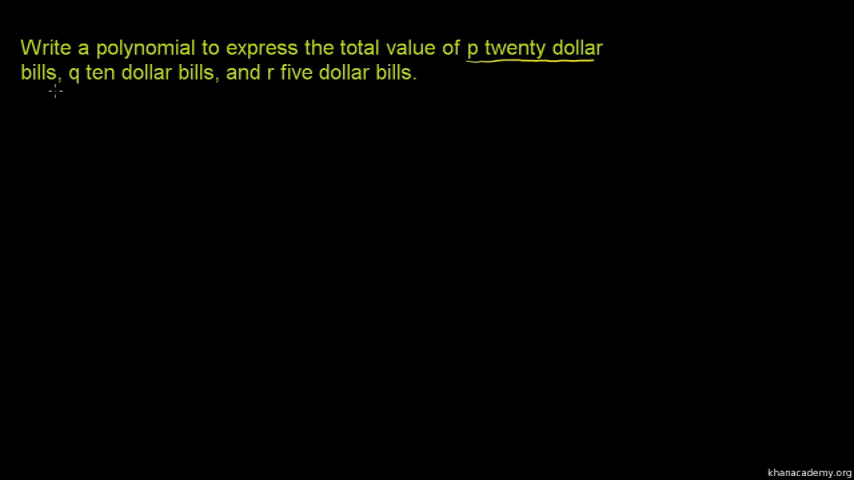 Write a polynomial to express the total value of p twenty dollar
bills, q ten dollar bills, and r five dollar bills.
khanacademy.org